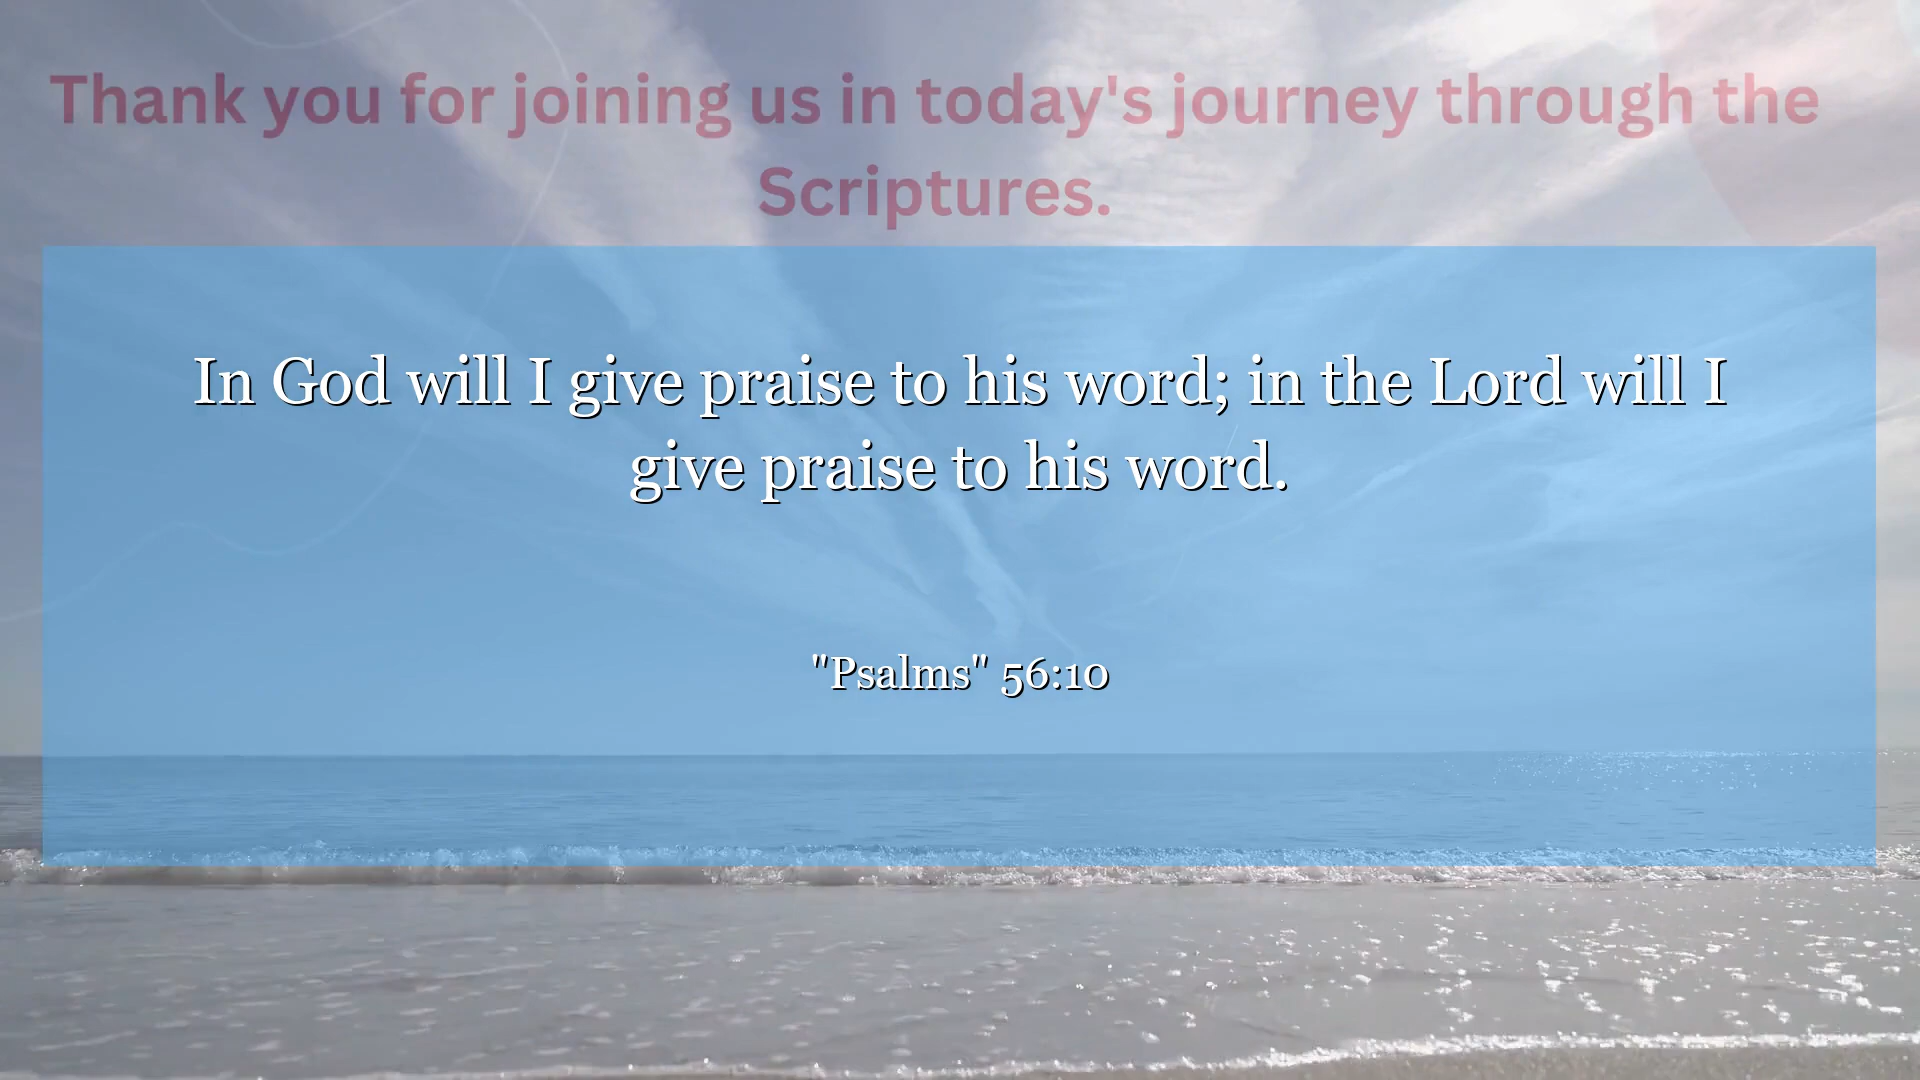 Thank you for joining us in today's journey through the
Scriptures.
In God will I give praise to his word; in the Lord will I
give praise to his word.
"Psalms" 56:10